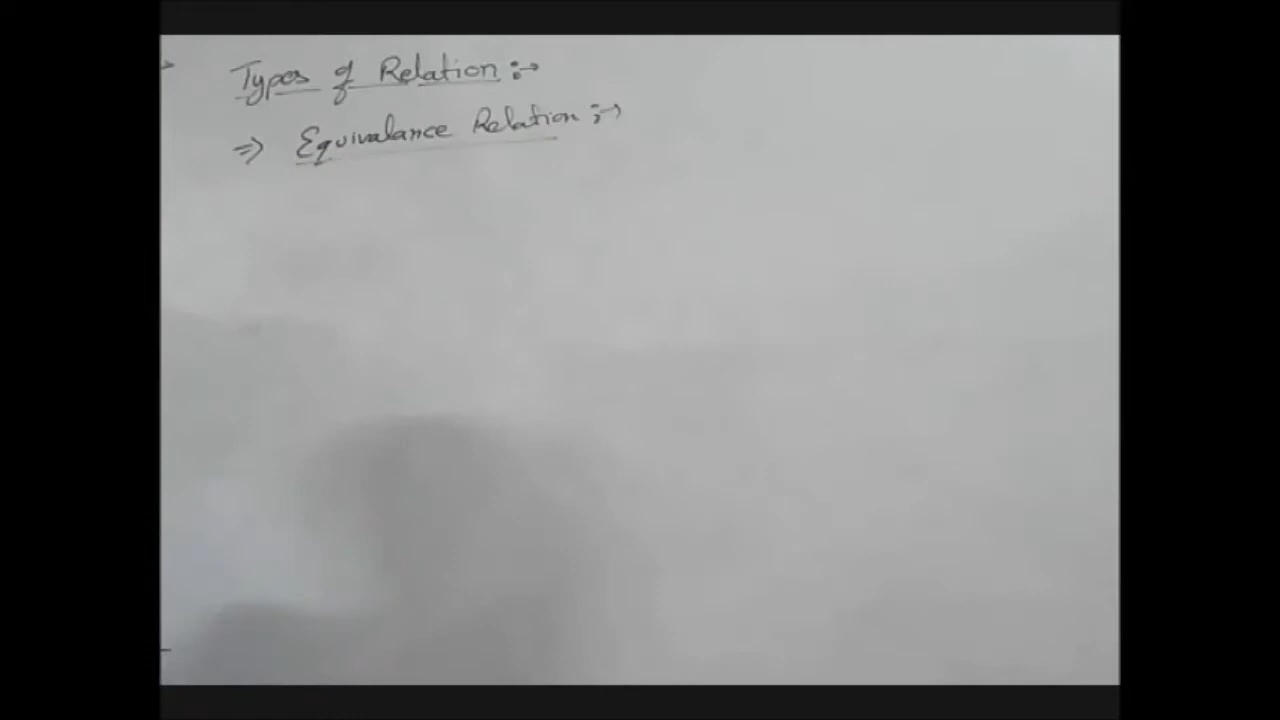 Types of Relation :→
⇒ Equivalance Relation :→